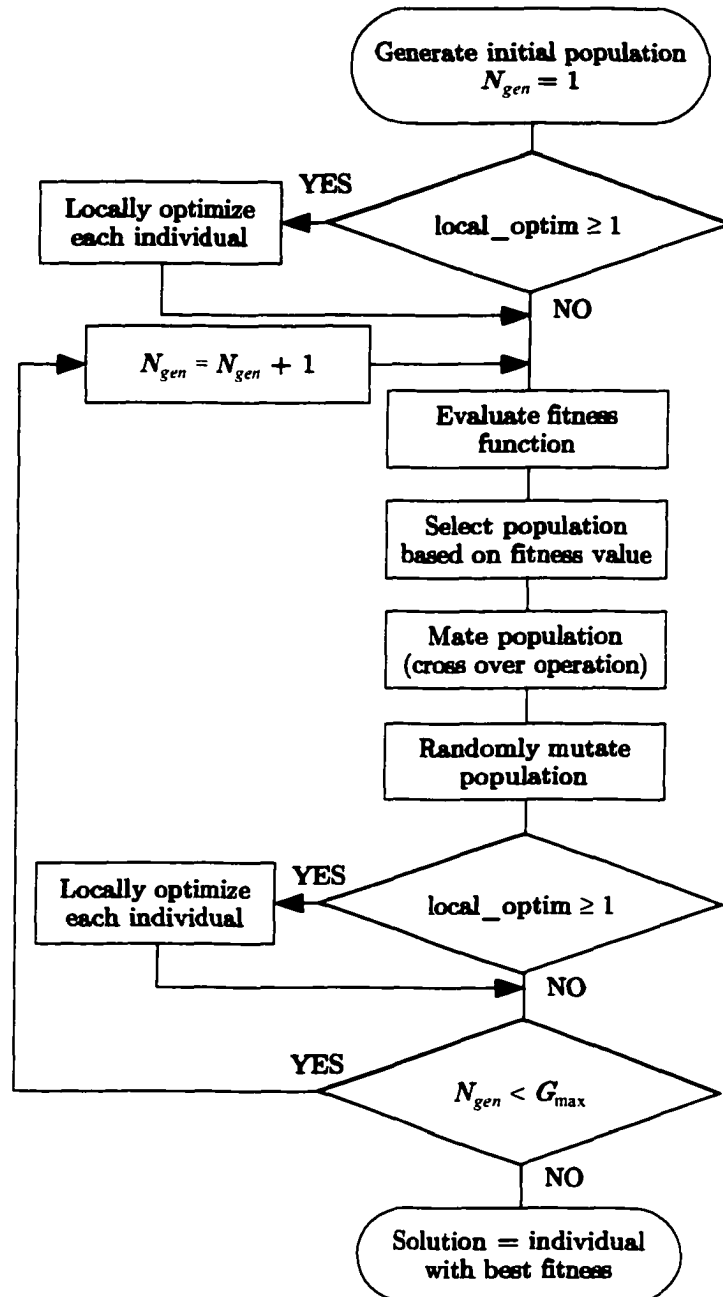 Generate initial population
N_gen = 1
YES
Locally optimize
each individual
local_optim ≥ 1
NO
N_gen = N_gen + 1
Evaluate fitness
function
Select population
based on fitness value
Mate population
(cross over operation)
Randomly mutate
population
YES
Locally optimize
each individual
local_optim ≥ 1
NO
YES
N_gen < G_max
NO
Solution = individual
with best fitness